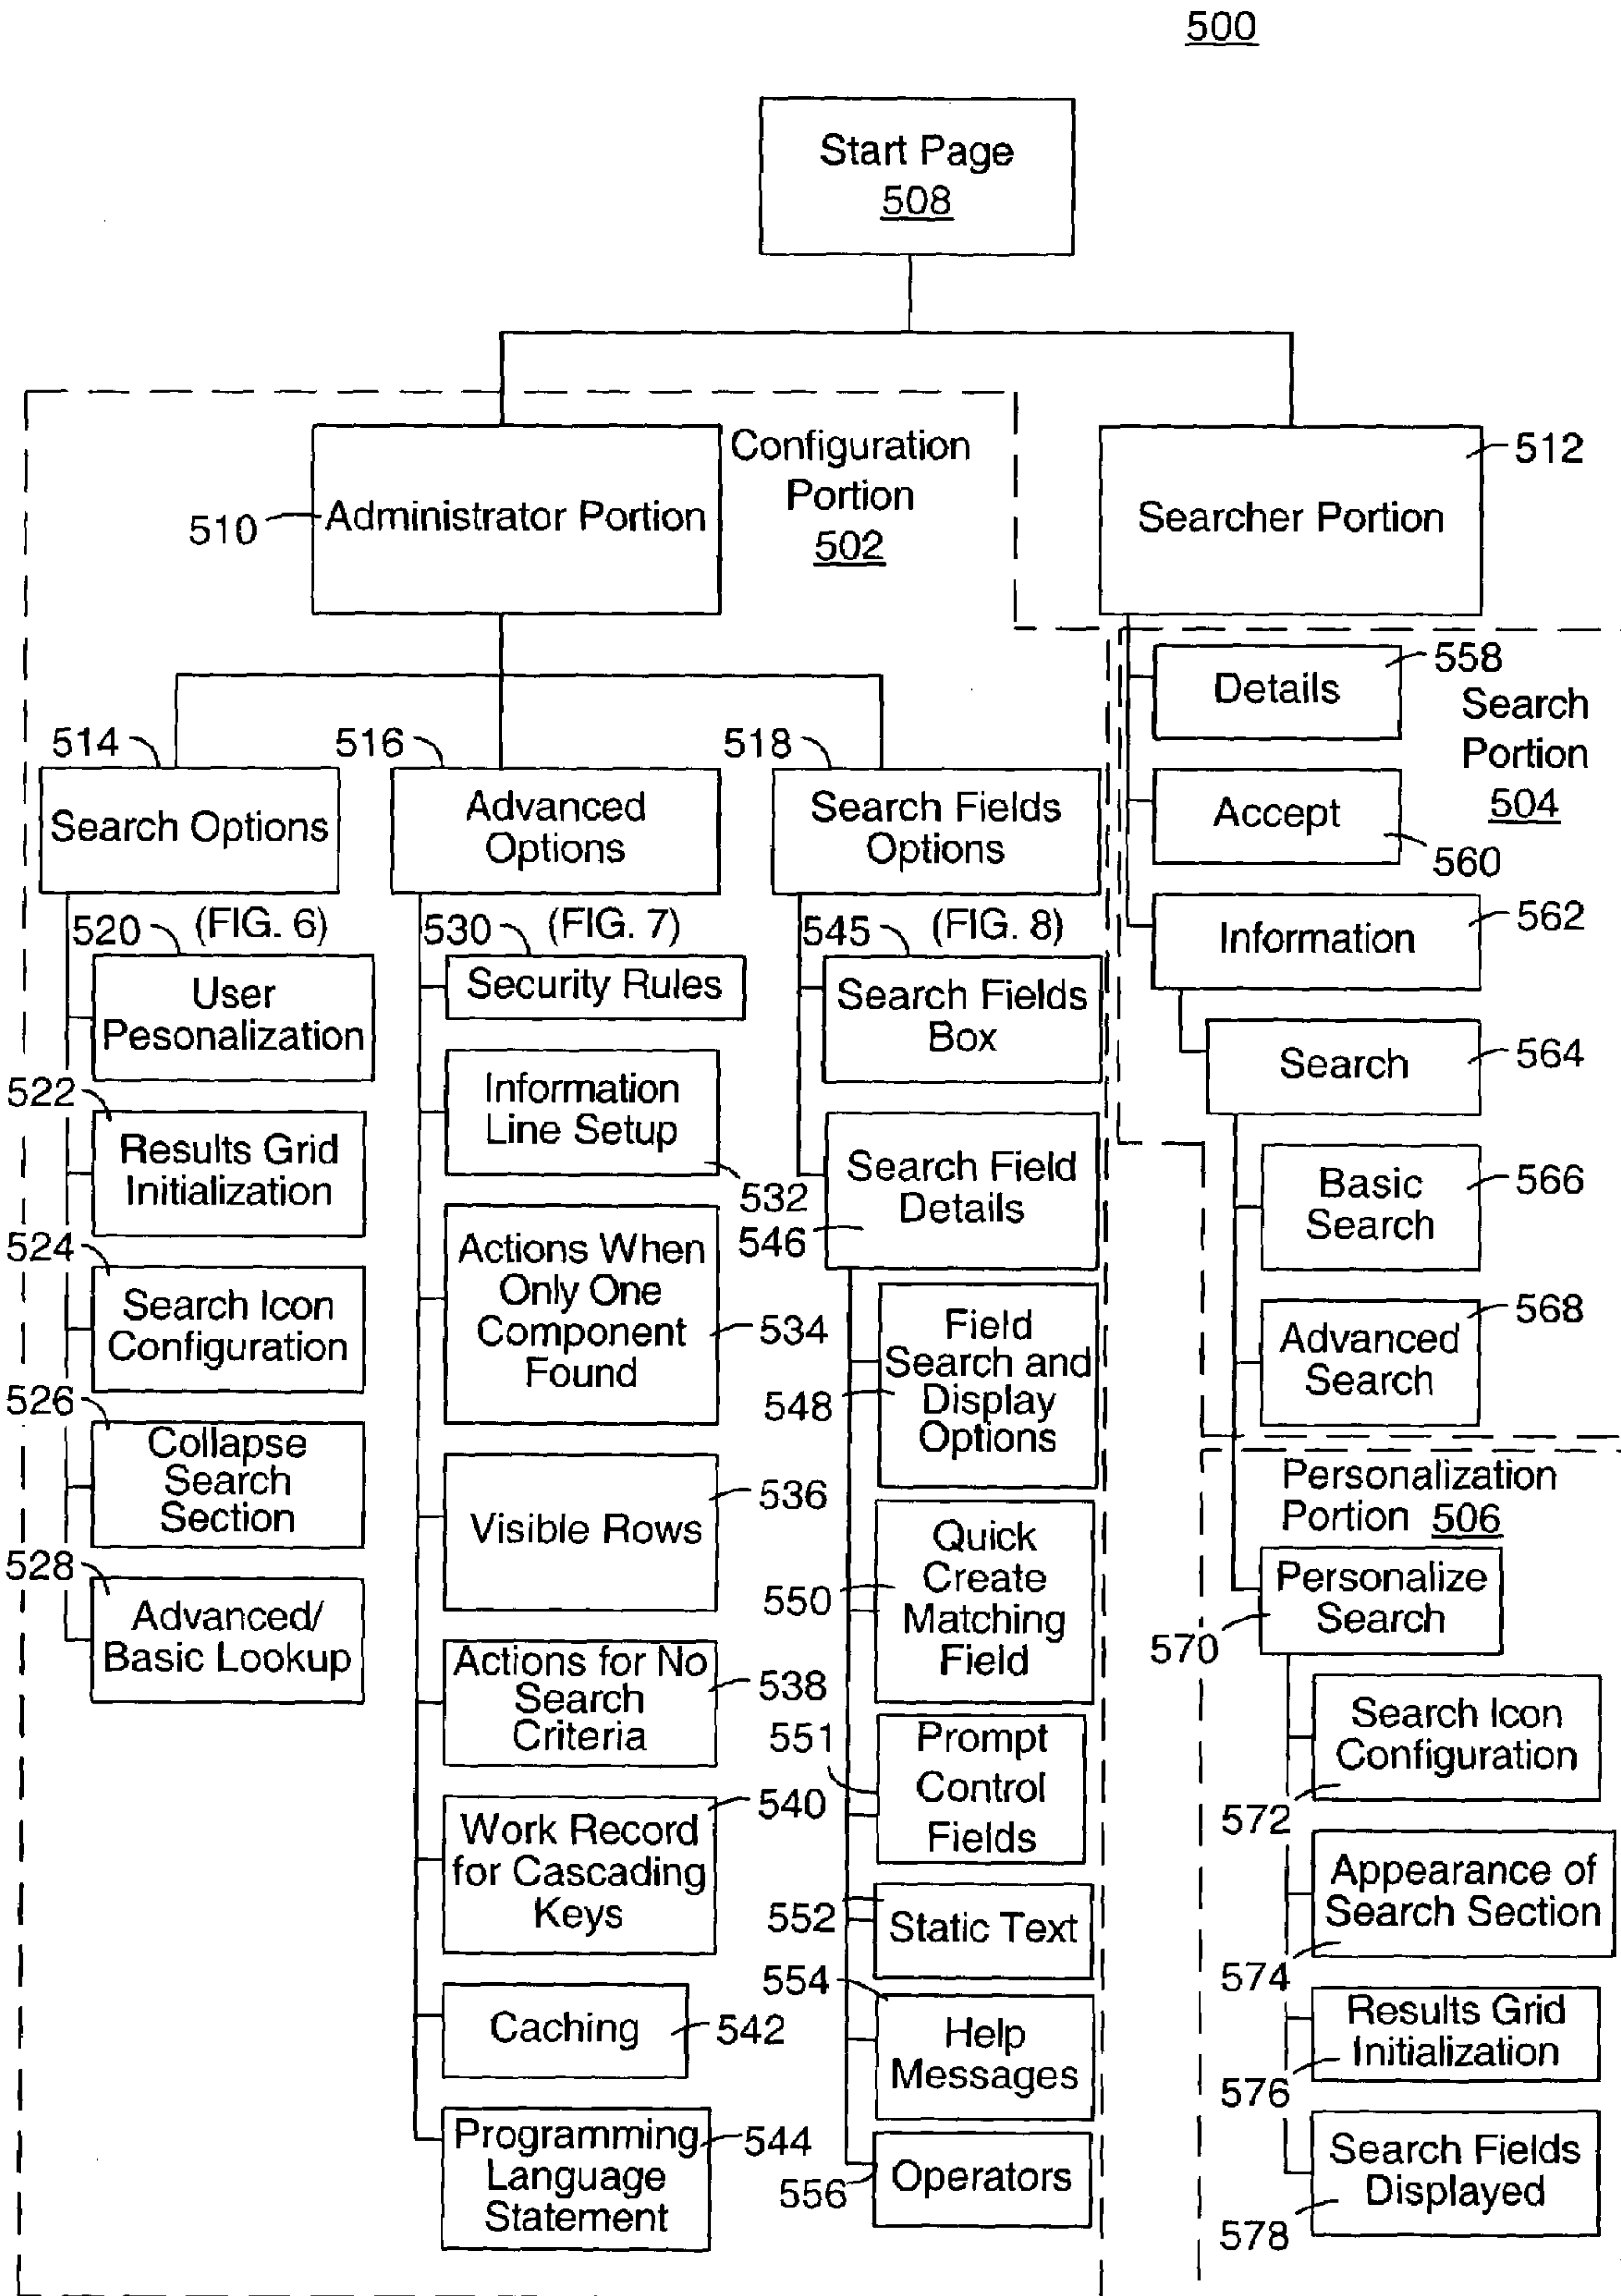 500
Start Page
508
Configuration
Portion
502
510
Administrator Portion
512
Searcher Portion
514
Search Options
(FIG. 6)
520
User
Pesonalization
522
Results Grid
Initialization
524
Search Icon
Configuration
526
Collapse
Search
Section
528
Advanced/
Basic Lookup
516
Advanced
Options
(FIG. 7)
530
Security Rules
Information
Line Setup
532
Actions When
Only One
Component
Found
534
Visible Rows
536
Actions for No
Search
Criteria
538
Work Record
for Cascading
Keys
540
Caching
542
Programming
Language
Statement
544
518
Search Fields
Options
(FIG. 8)
545
Search Fields
Box
Search Field
Details
546
Field
Search and
Display
Options
548
Quick
Create
Matching
Field
550
Prompt
Control
Fields
551
Static Text
552
Help
Messages
554
Operators
556
Search
Portion
504
Details
558
Accept
560
Information
562
Search
564
Basic
Search
566
Advanced
Search
568
Personalization
Portion 506
Personalize
Search
570
Search Icon
Configuration
572
Appearance of
Search Section
574
Results Grid
Initialization
576
Search Fields
Displayed
578